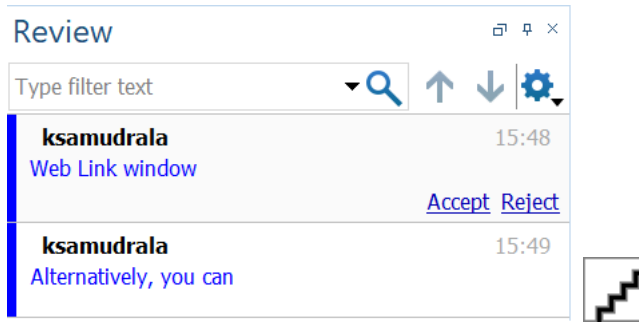 Review
Type filter text
ksamudrala 15:48
Web Link window
Accept Reject
ksamudrala 15:49
Alternatively, you can